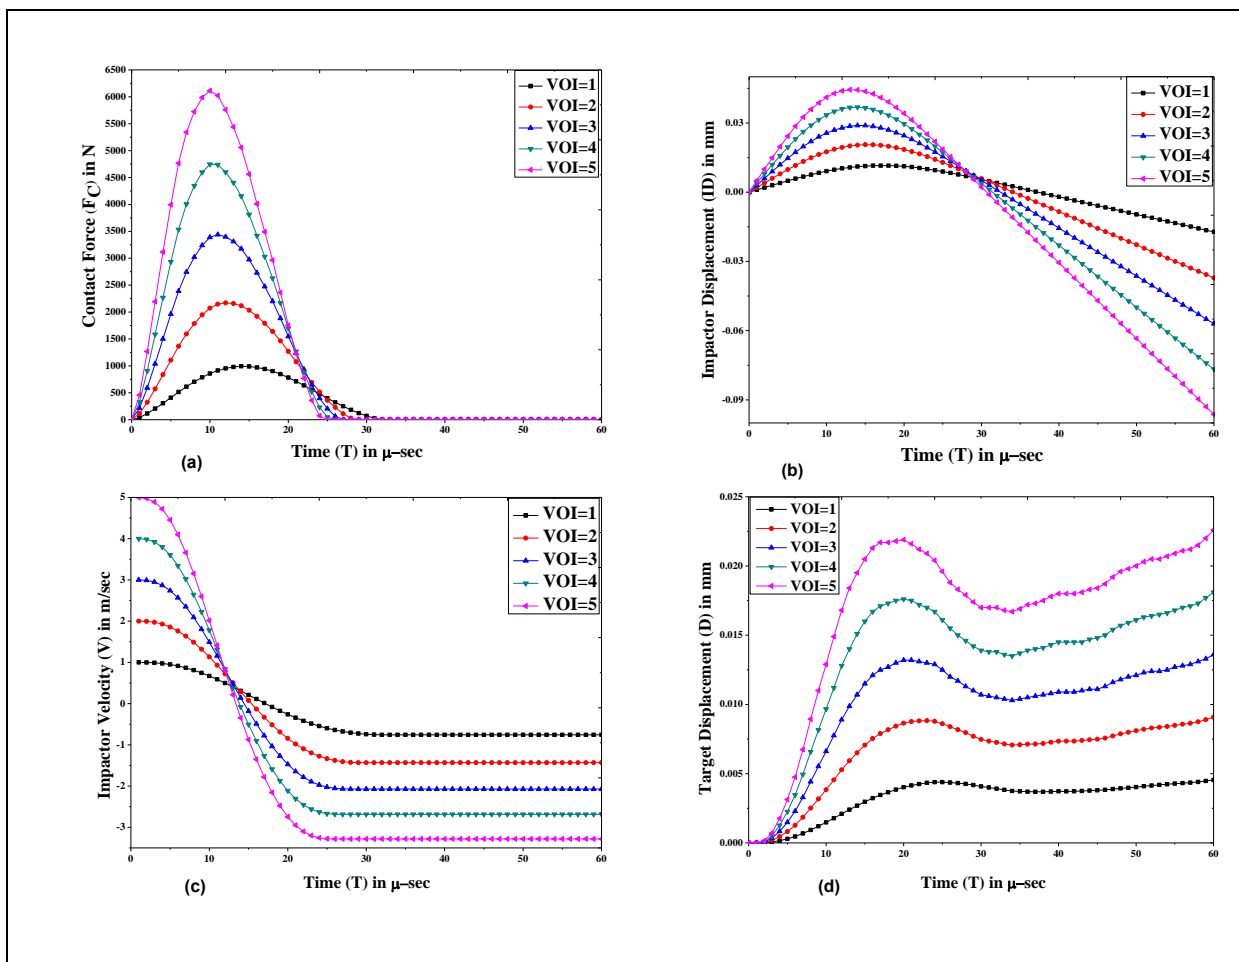 6500
6000
5500
5000
4500
4000
3500
3000
2500
2000
1500
1000
500
0
Contact Force (FC) in N
VOI=1
VOI=2
VOI=3
VOI=4
VOI=5
0 10 20 30 40 50 60
Time (T) in μ–sec
(a)
0.03
0.00
-0.03
-0.06
-0.09
Impactor Displacement (ID) in mm
VOI=1
VOI=2
VOI=3
VOI=4
VOI=5
0 10 20 30 40 50 60
Time (T) in μ–sec
(b)
5
4
3
2
1
0
-1
-2
-3
Impactor Velocity (V) in m/sec
VOI=1
VOI=2
VOI=3
VOI=4
VOI=5
0 10 20 30 40 50 60
Time (T) in μ–sec
(c)
0.025
0.020
0.015
0.010
0.005
0.000
Target Displacement (D) in mm
VOI=1
VOI=2
VOI=3
VOI=4
VOI=5
0 10 20 30 40 50 60
Time (T) in μ–sec
(d)